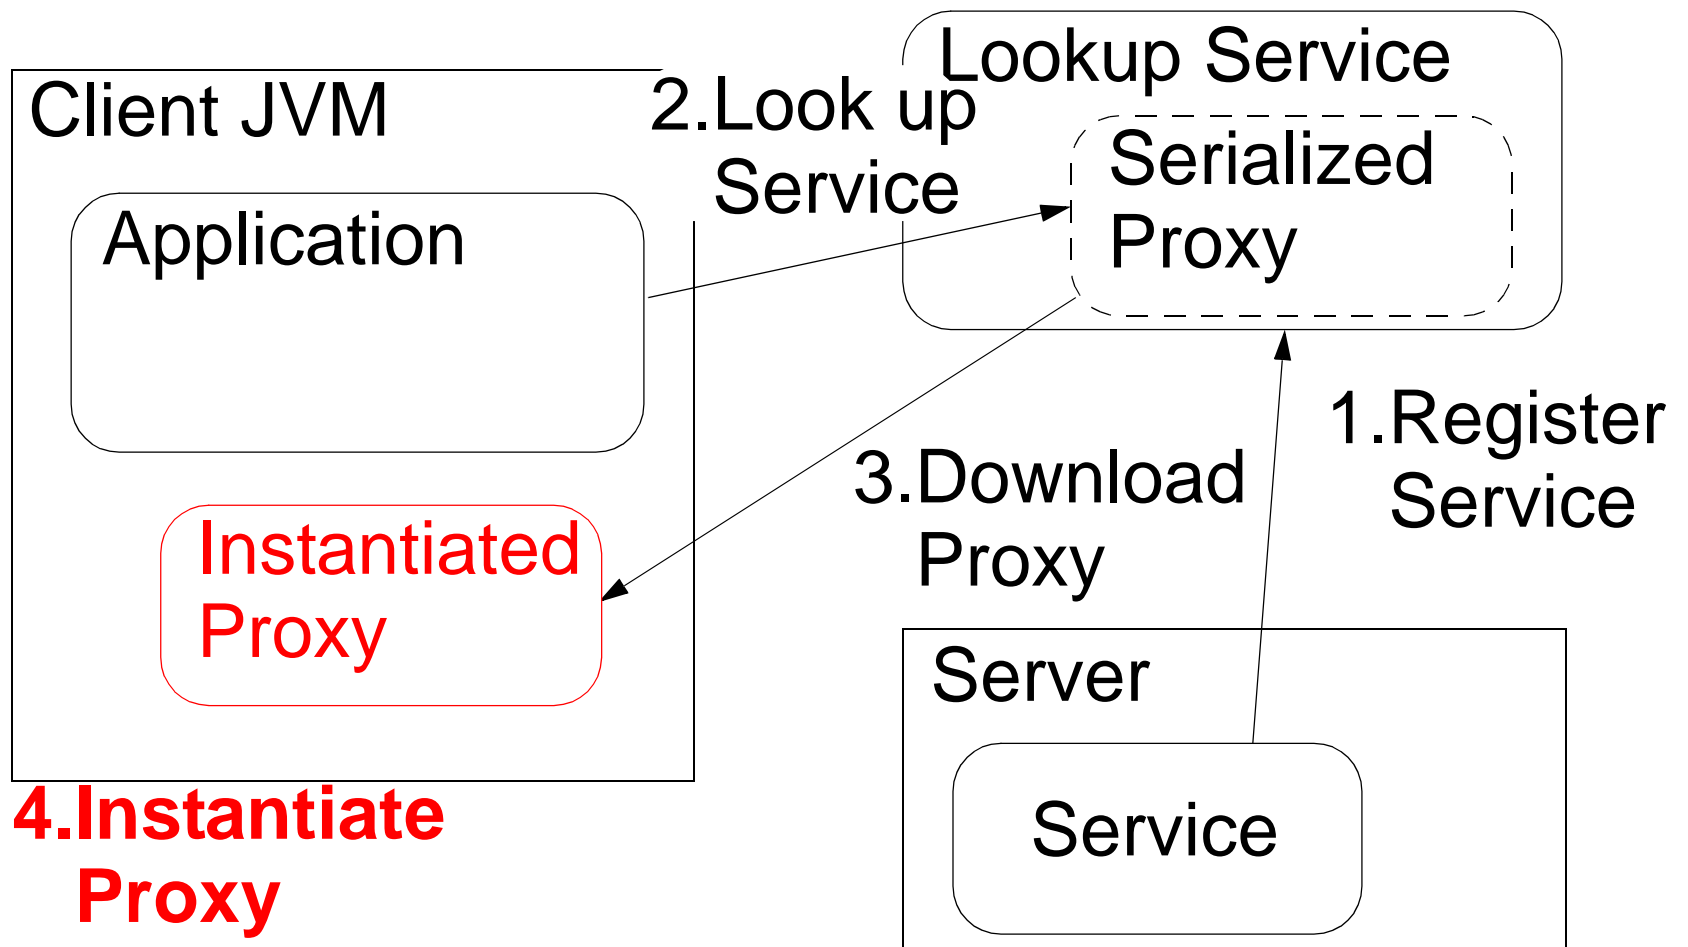 Client JVM
Application
Instantiated
Proxy
4.Instantiate
Proxy
2.Look up
Service
Lookup Service
Serialized
Proxy
3.Download
Proxy
1.Register
Service
Server
Service